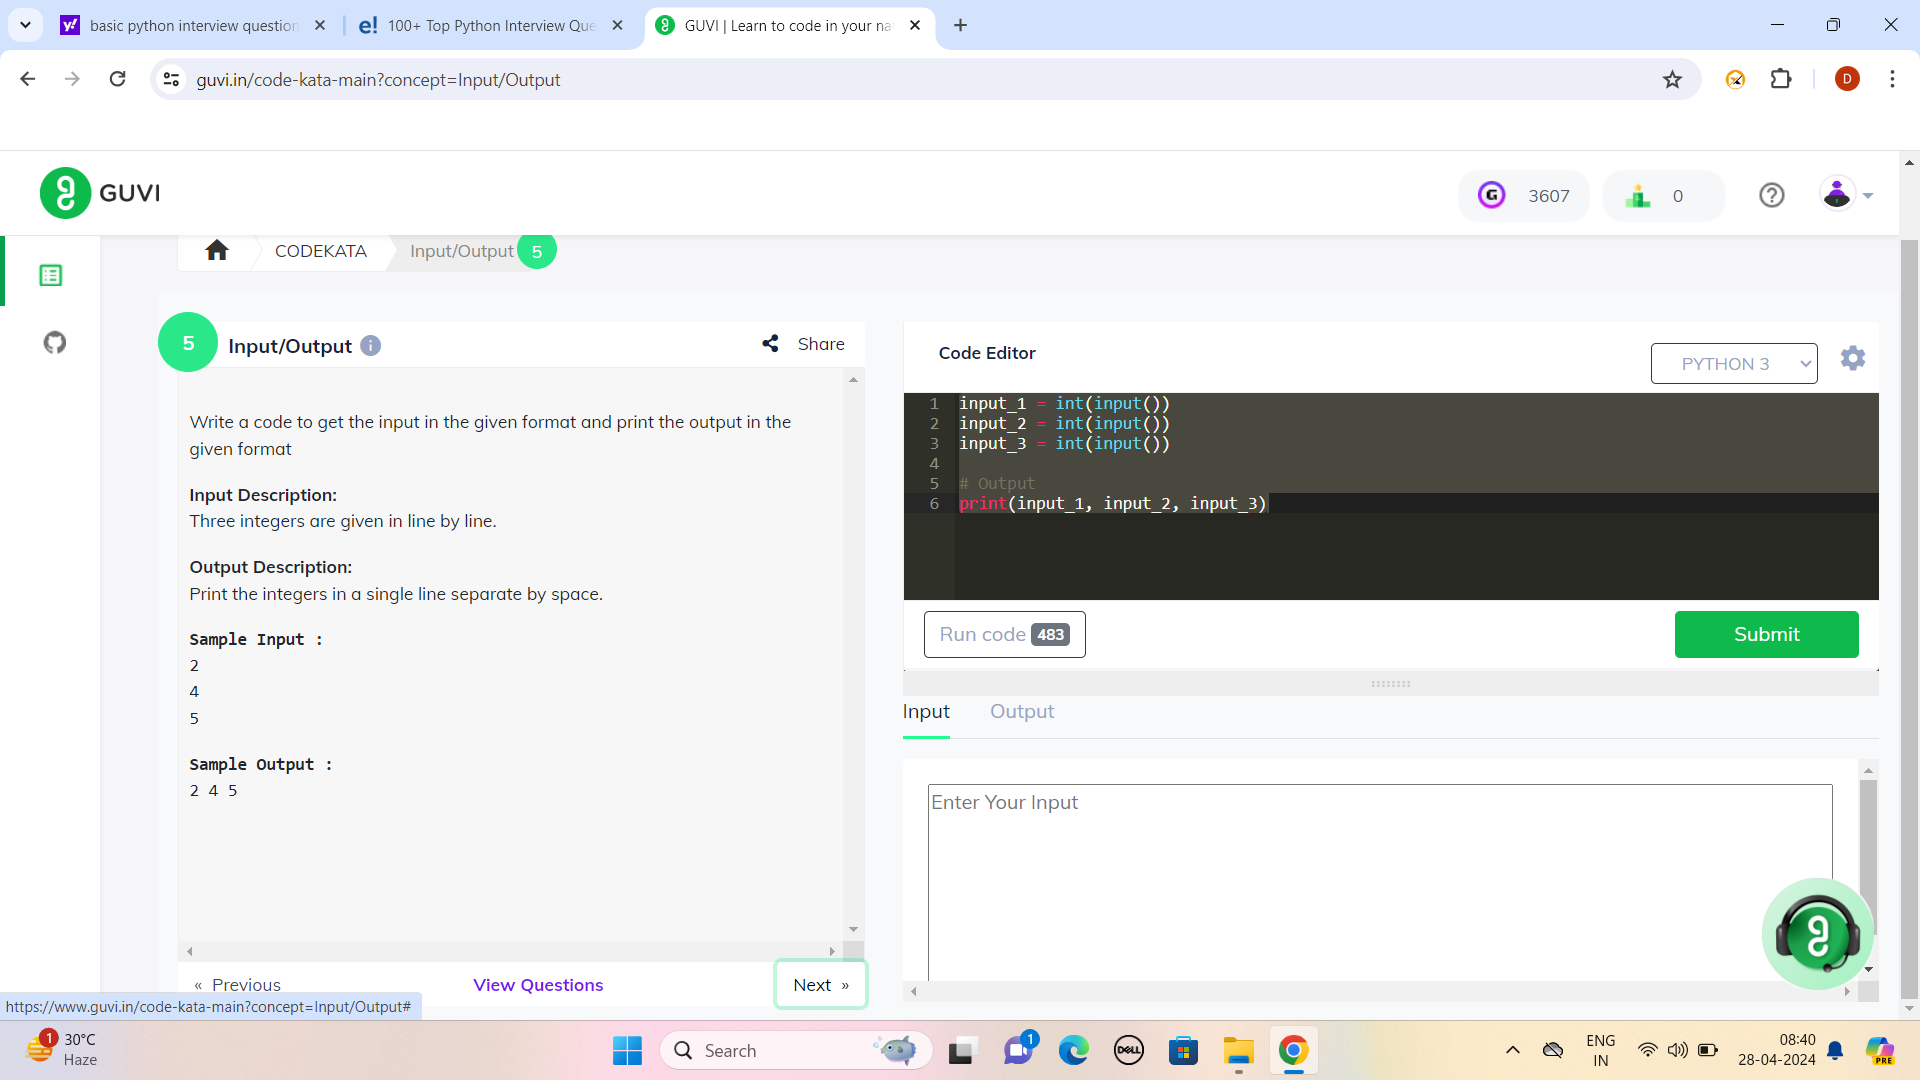 basic python interview question
100+ Top Python Interview Que
GUVI | Learn to code in your na
guvi.in/code-kata-main?concept=Input/Output
D
GUVI
G 3607
0
CODEKATA
Input/Output 5
5
Input/Output i
Share
Write a code to get the input in the given format and print the output in the
given format
Input Description:
Three integers are given in line by line.
Output Description:
Print the integers in a single line separate by space.
Sample Input :
2
4
5
Sample Output :
2 4 5
« Previous
View Questions
Next »
https://www.guvi.in/code-kata-main?concept=Input/Output#
Code Editor
PYTHON 3
1 input_1 = int(input())
2 input_2 = int(input())
3 input_3 = int(input())
4
5 # Output
6 print(input_1, input_2, input_3)
Run code 483
Submit
Input
Output
Enter Your Input
1
30°C
Haze
Search
1
DELL
ENG
IN
08:40
28-04-2024
PRE